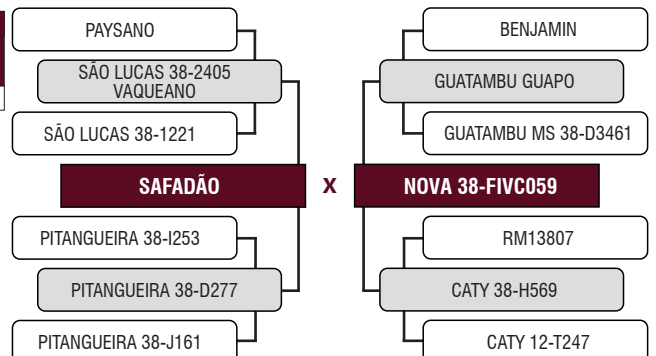 PAYSANO
SÃO LUCAS 38-2405
VAQUEANO
SÃO LUCAS 38-1221
SAFADÃO
PITANGUEIRA 38-I253
PITANGUEIRA 38-D277
PITANGUEIRA 38-J161
X
BENJAMIN
GUATAMBU GUAPO
GUATAMBU MS 38-D3461
NOVA 38-FIVC059
RM13807
CATY 38-H569
CATY 12-T247